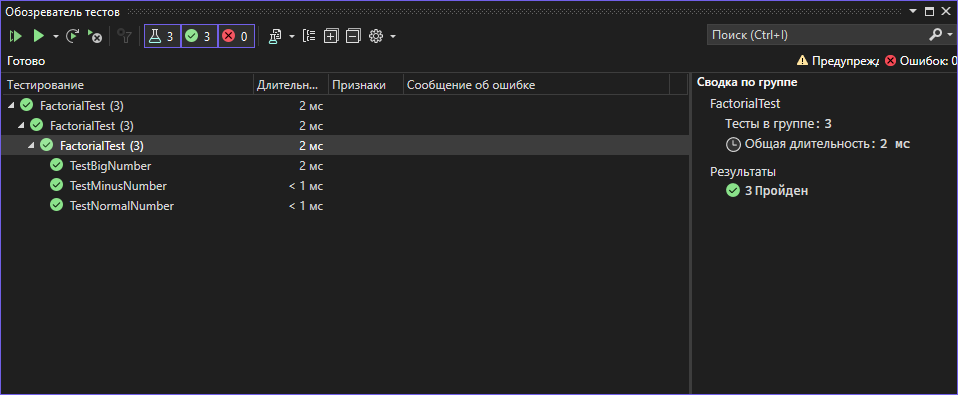 Обозреватель тестов
3 3 0 Поиск (Ctrl+I)
Готово Предупрежд Ошибок: 0
Тестирование Длительн... Признаки Сообщение об ошибке
FactorialTest (3) 2 мс
FactorialTest (3) 2 мс
FactorialTest (3) 2 мс
TestBigNumber 2 мс
TestMinusNumber < 1 мс
TestNormalNumber < 1 мс
Сводка по группе
FactorialTest
Тесты в группе: 3
Общая длительность: 2 мс
Результаты
3 Пройден